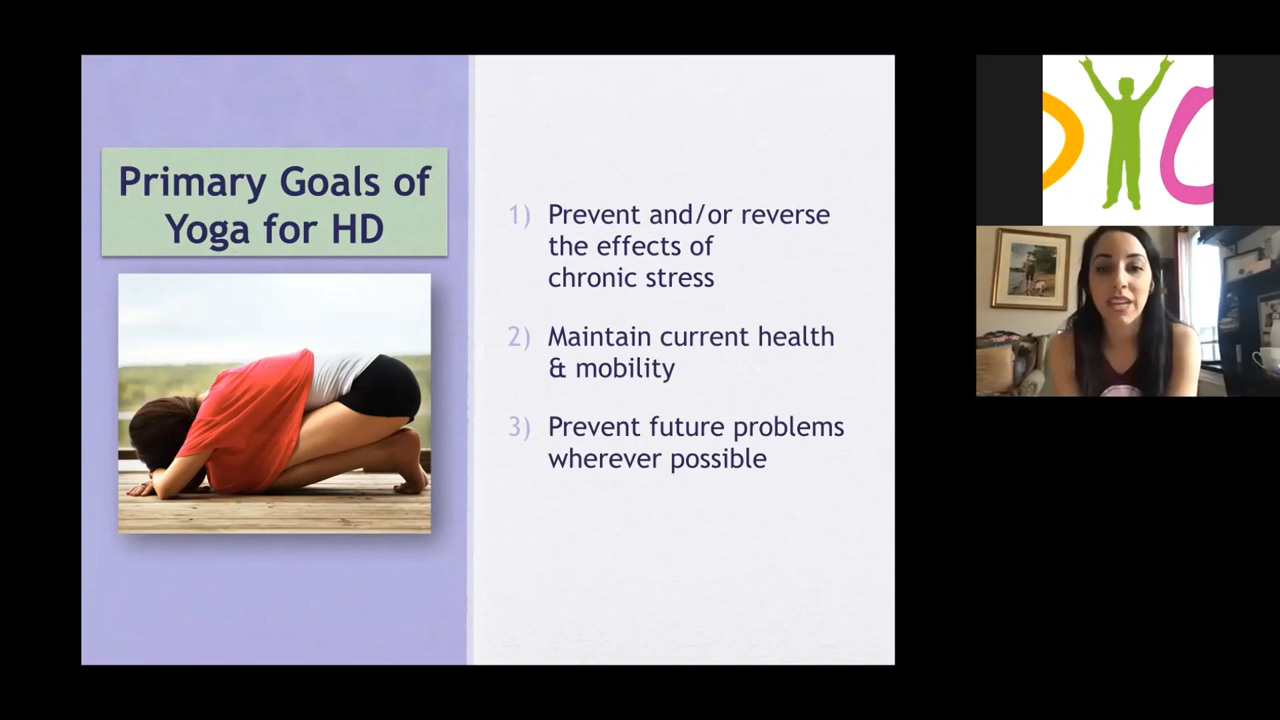 Primary Goals of
Yoga for HD
1) Prevent and/or reverse
the effects of
chronic stress
2) Maintain current health
& mobility
3) Prevent future problems
wherever possible